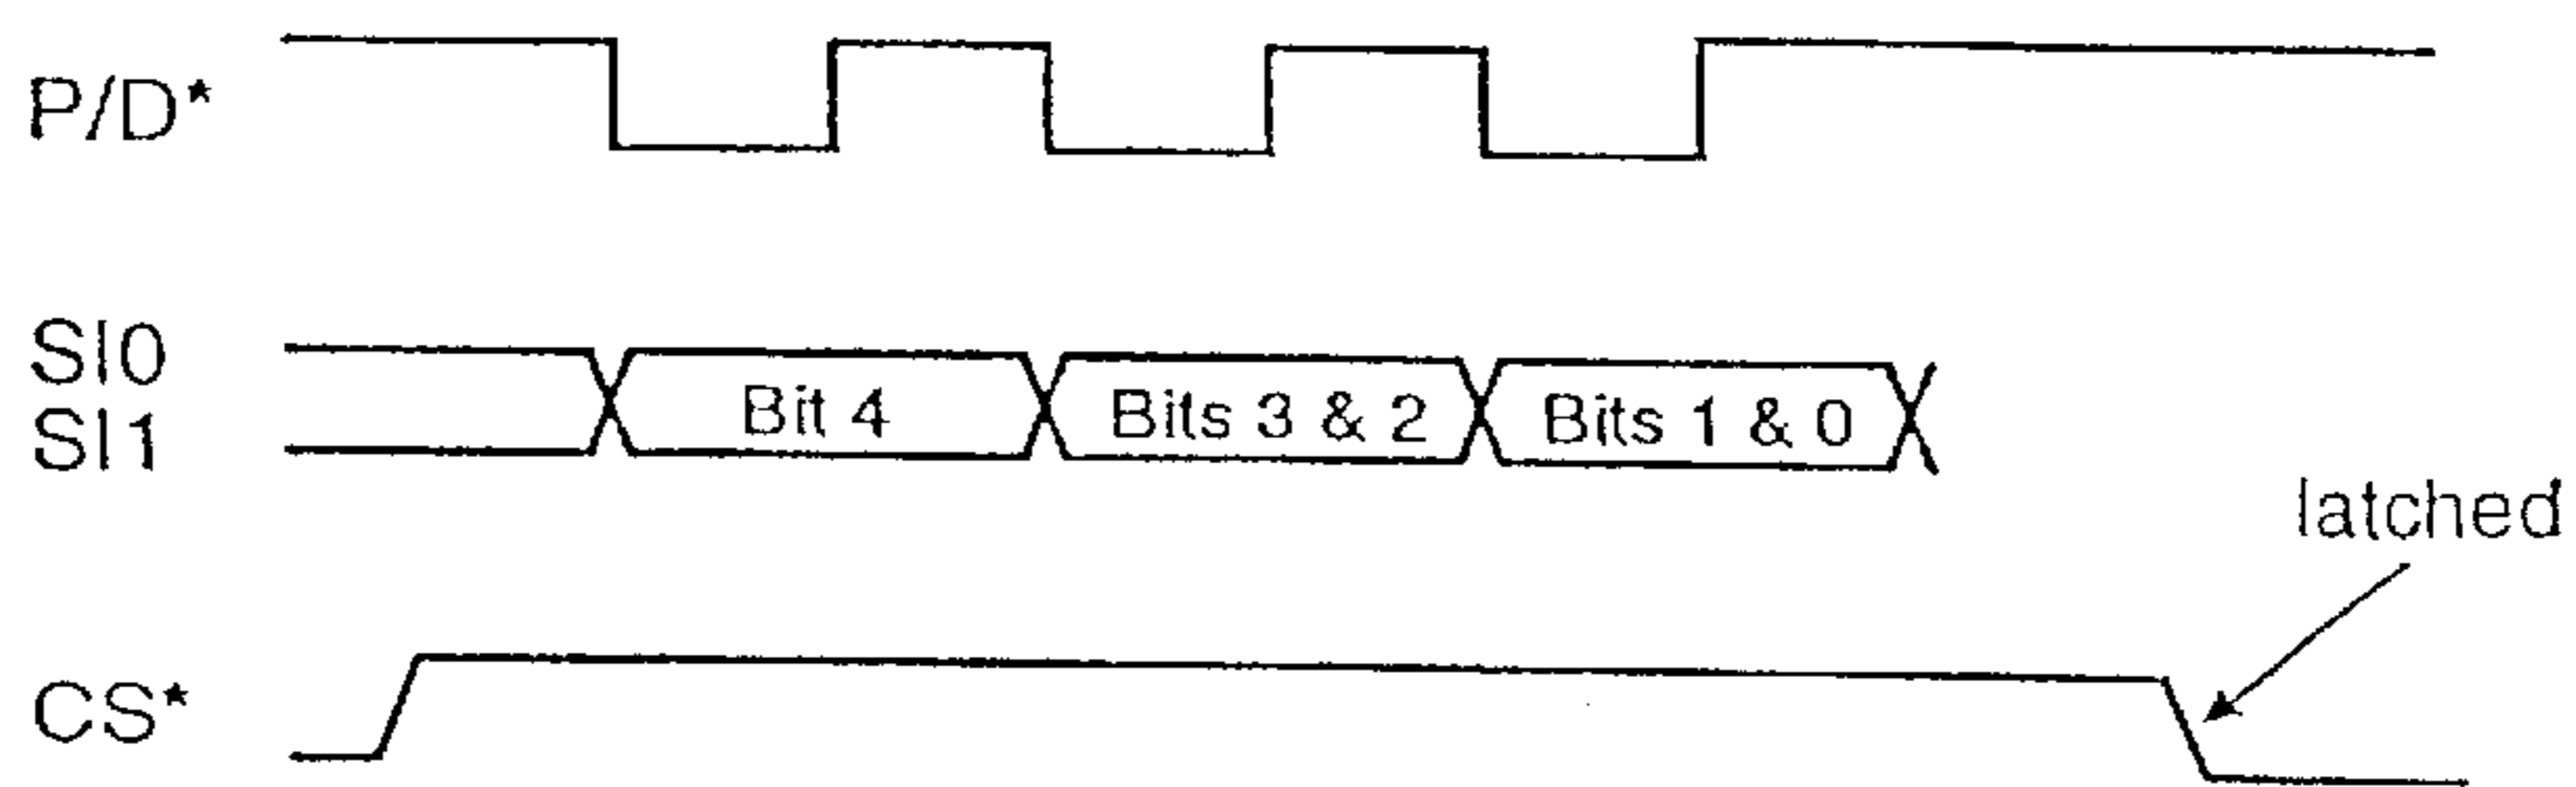 P/D*
SI0
SI1
Bit 4
Bits 3 & 2
Bits 1 & 0
latched
CS*